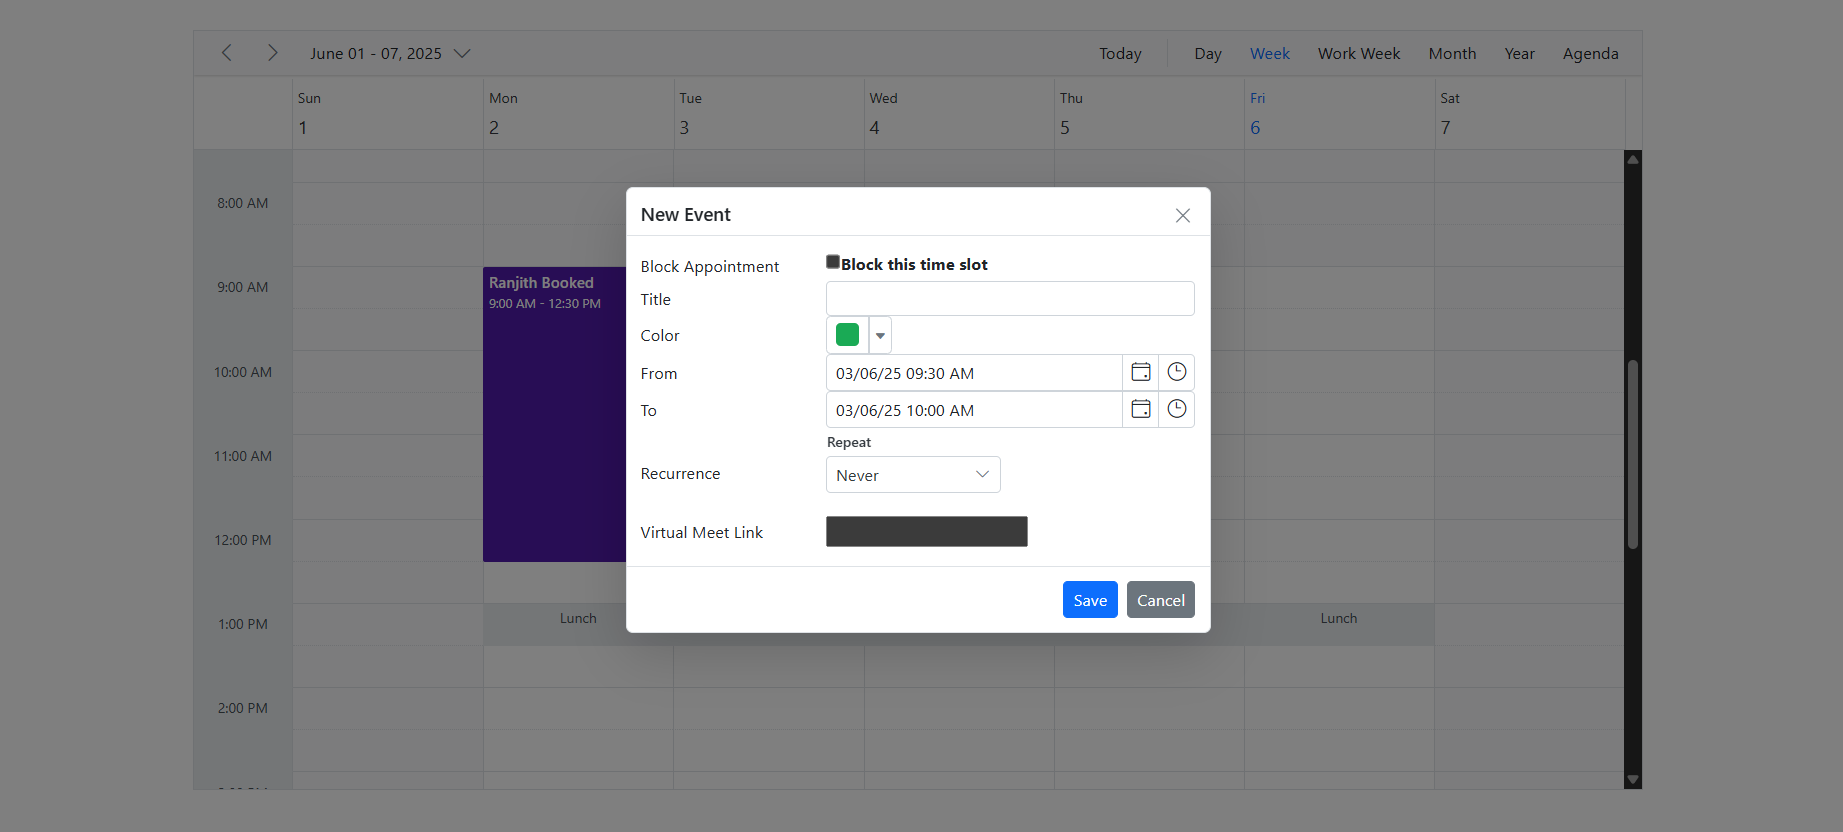 June 01 - 07, 2025 Today Day Week Work Week Month Year Agenda
Sun Mon Tue Wed Thu Fri Sat
1 2 3 4 5 6 7
8:00 AM
9:00 AM
10:00 AM
11:00 AM
12:00 PM
1:00 PM
2:00 PM
Ranjith Booked
9:00 AM - 12:30 PM
Lunch
Lunch
New Event
Block Appointment Block this time slot
Title
Color
From 03/06/25 09:30 AM
To 03/06/25 10:00 AM
Repeat
Recurrence Never
Virtual Meet Link
Save Cancel